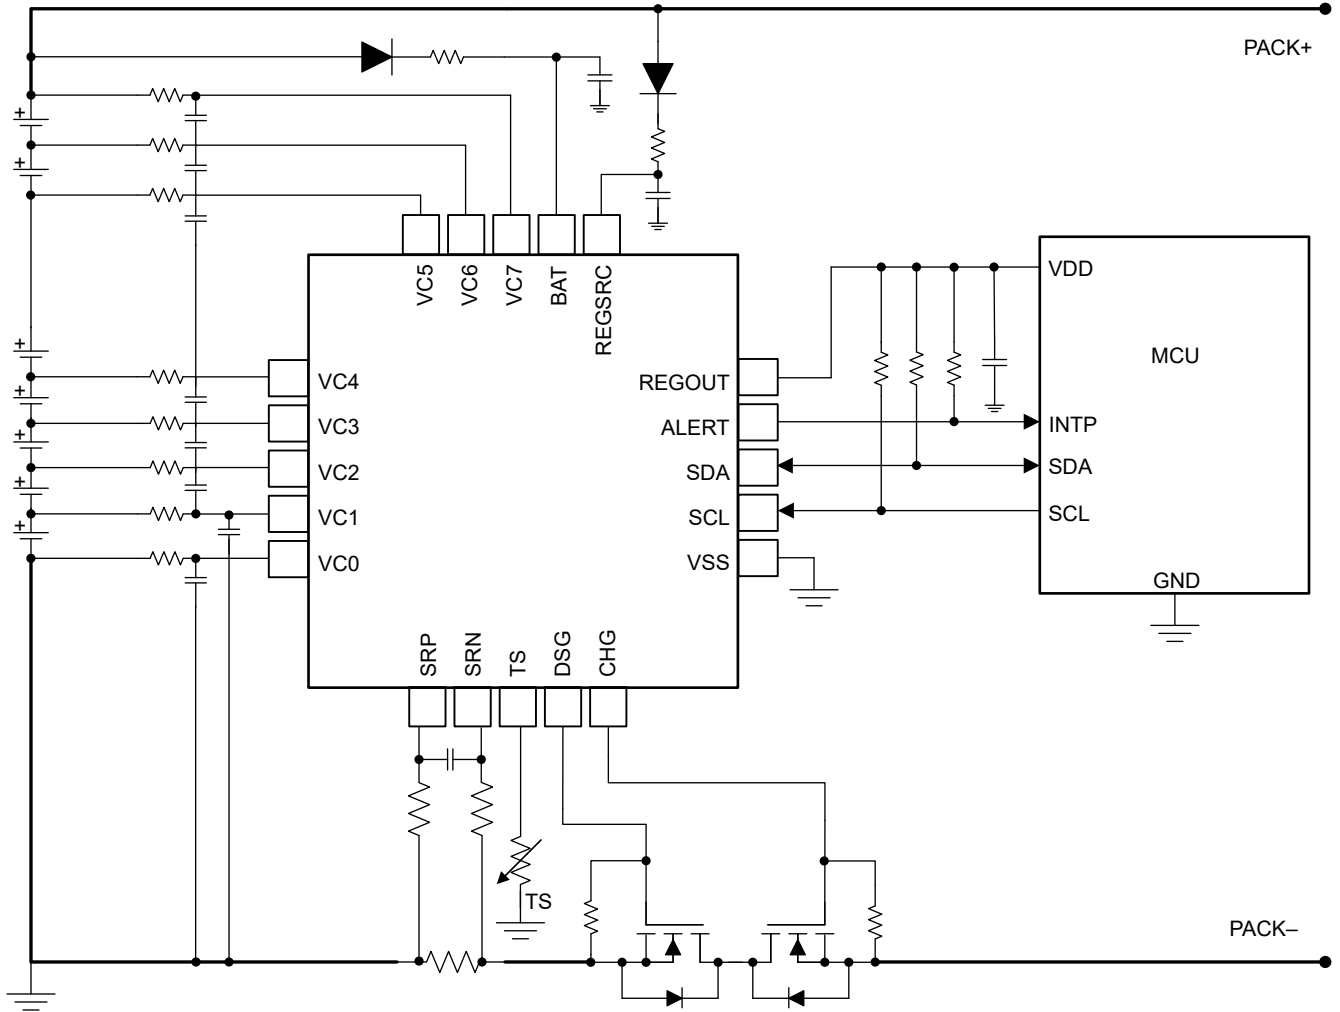 PACK+
VC5
VC6
VC7
BAT
REGSRC
VDD
MCU
VC4
REGOUT
VC3
ALERT
INTP
VC2
SDA
SDA
VC1
SCL
SCL
VC0
VSS
GND
SRP
SRN
TS
DSG
CHG
TS
PACK–